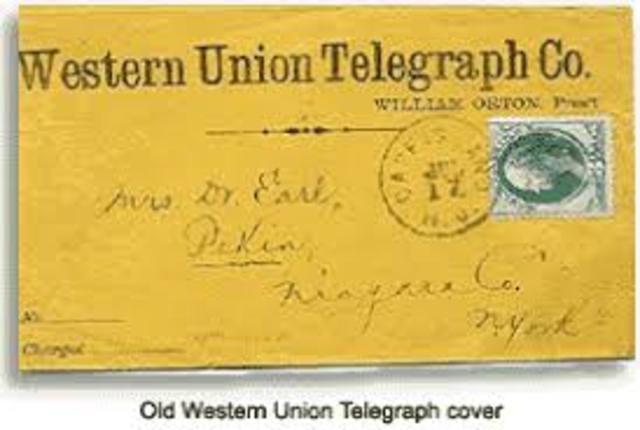 Western Union Telegraph Co.
WILLIAM ORTON, Pres't
Mrs Dr. Earl,
Pekin,
Niagara Co.
N. York
No.
Charges
Old Western Union Telegraph cover